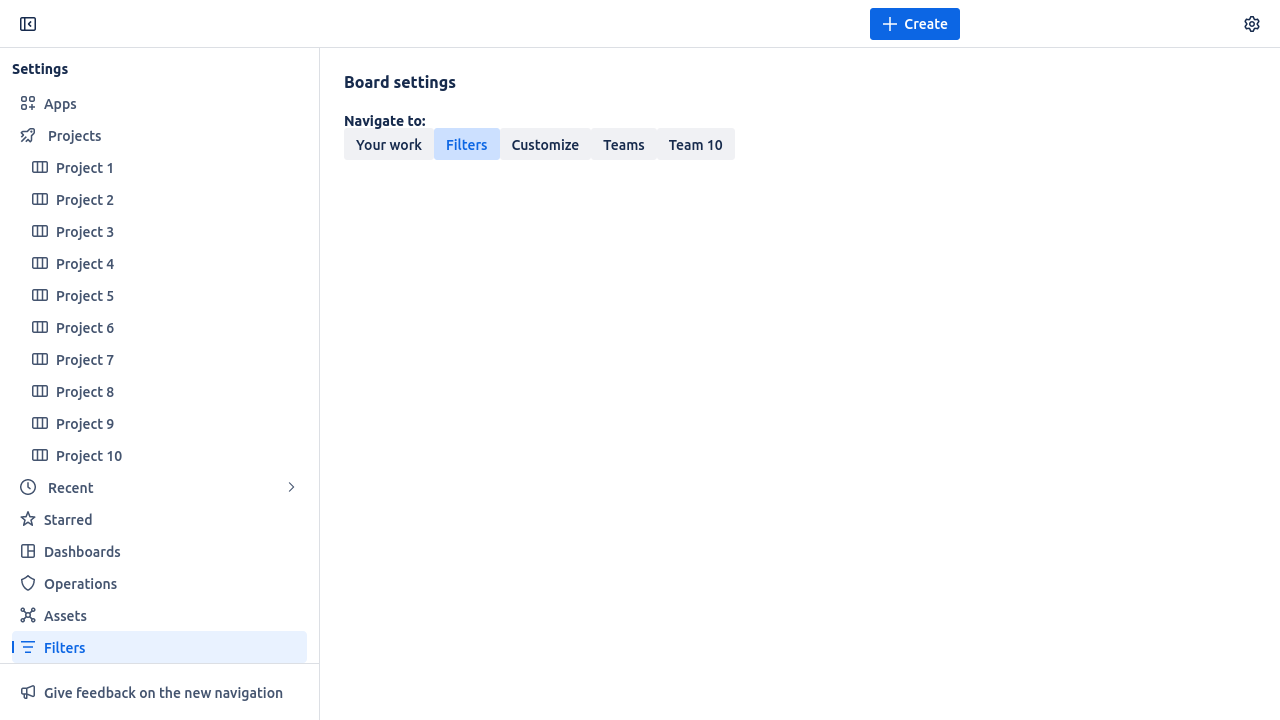 Create
Settings
Apps
Projects
Project 1
Project 2
Project 3
Project 4
Project 5
Project 6
Project 7
Project 8
Project 9
Project 10
Recent
Starred
Dashboards
Operations
Assets
Filters
Give feedback on the new navigation
Board settings
Navigate to:
Your work Filters Customize Teams Team 10